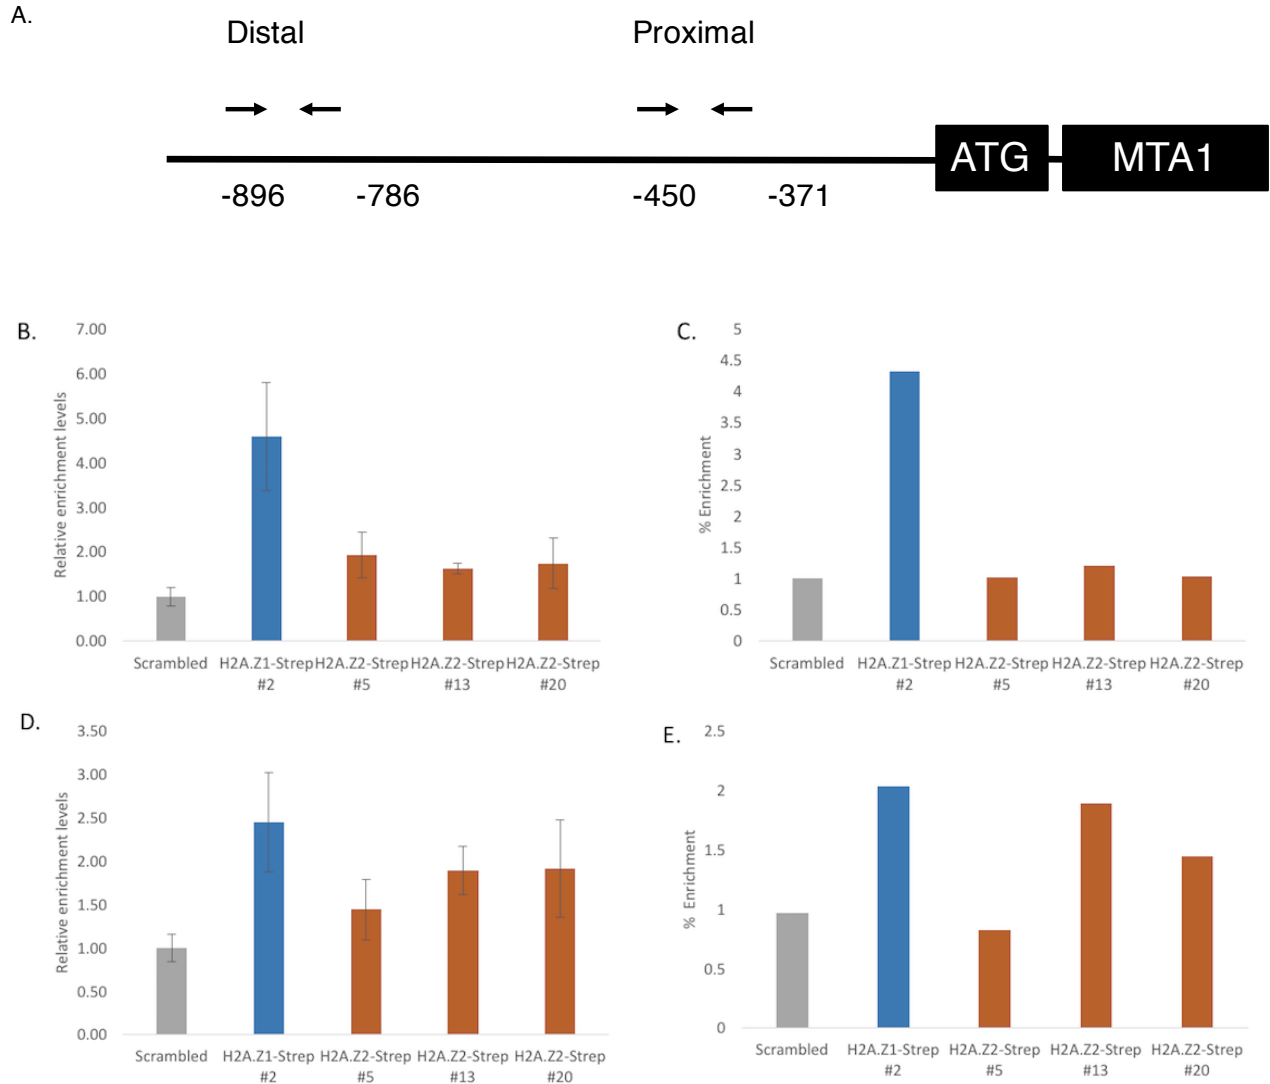 A.
Distal Proximal
ATG MTA1
-896 -786 -450 -371
B.
Relative enrichment levels
7.00
6.00
5.00
4.00
3.00
2.00
1.00
0.00
Scrambled H2A.Z1-Strep H2A.Z2-Strep H2A.Z2-Strep H2A.Z2-Strep
#2 #5 #13 #20
C.
% Enrichment
5
4.5
4
3.5
3
2.5
2
1.5
1
0.5
0
Scrambled H2A.Z1-Strep H2A.Z2-Strep H2A.Z2-Strep H2A.Z2-Strep
#2 #5 #13 #20
D.
Relative enrichment levels
3.50
3.00
2.50
2.00
1.50
1.00
0.50
0.00
Scrambled H2A.Z1-Strep H2A.Z2-Strep H2A.Z2-Strep H2A.Z2-Strep
#2 #5 #13 #20
E.
% Enrichment
2.5
2
1.5
1
0.5
0
Scrambled H2A.Z1-Strep H2A.Z2-Strep H2A.Z2-Strep H2A.Z2-Strep
#2 #5 #13 #20